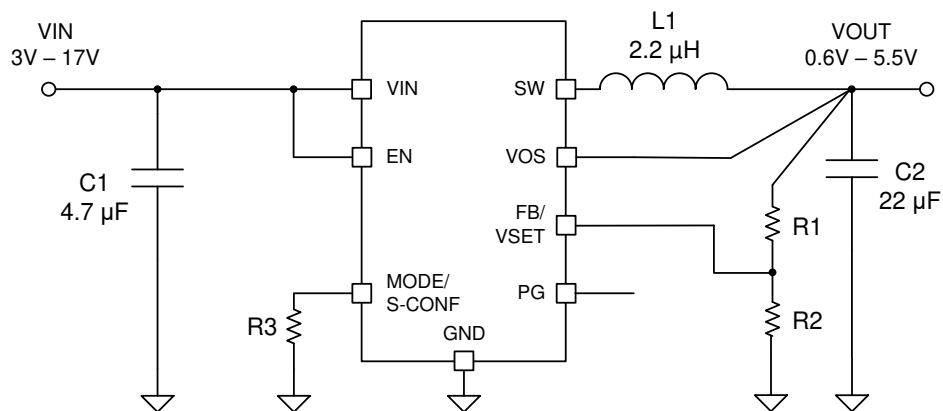 VIN
3V – 17V
C1
4.7 µF
VIN
EN
MODE/
S-CONF
R3
GND
SW
VOS
FB/
VSET
PG
L1
2.2 µH
VOUT
0.6V – 5.5V
C2
22 µF
R1
R2